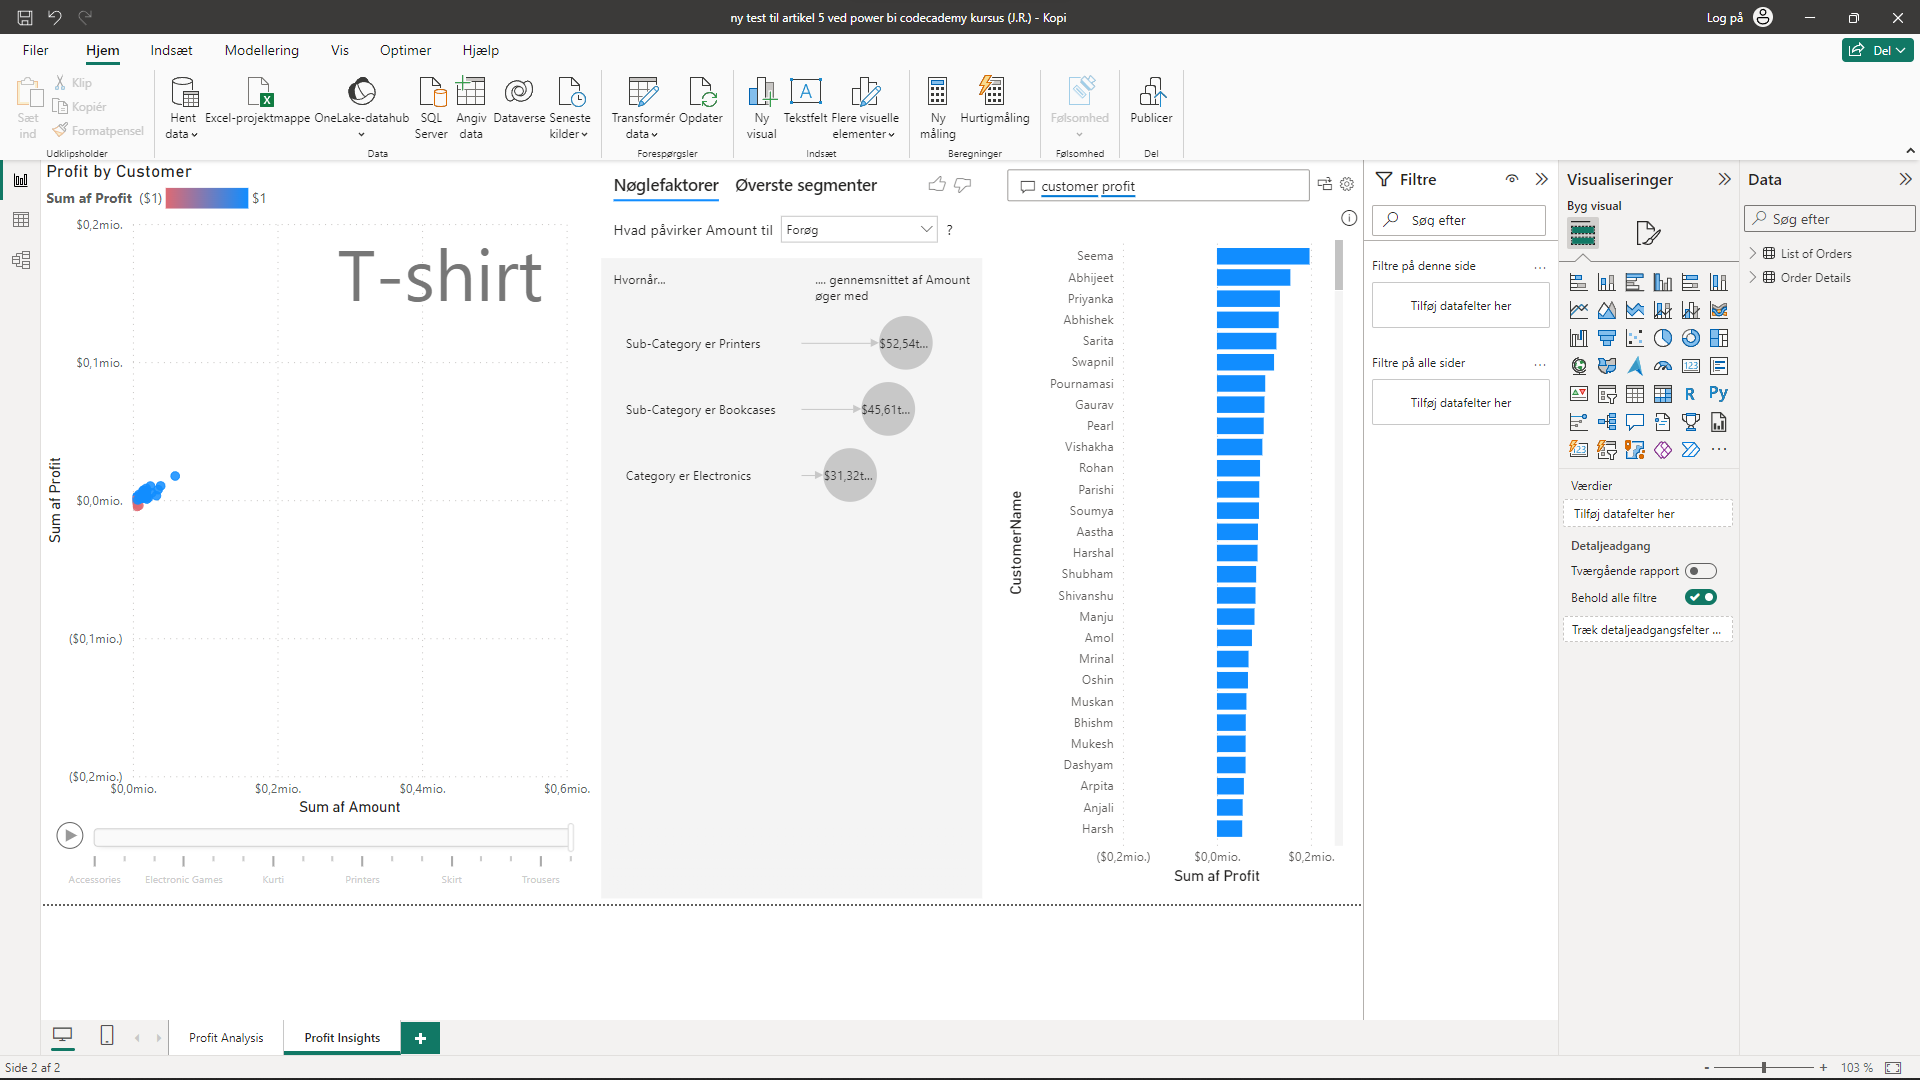 ny test til artikel 5 ved power bi codecademy kursus (J.R.) - Kopi
Log på
Filer Hjem Indsæt Modellering Vis Optimer Hjælp
Del
Sæt ind
Klip
Kopiér
Formatpensel
Hent data
Excel-projektmappe
OneLake-datahub
SQL Server
Angiv data
Dataverse
Seneste kilder
Transformér data
Opdater
Ny visual
Tekstfelt
Flere visuelle elementer
Ny måling
Hurtigmåling
Følsomhed
Publicer
Udklipsholder
Data
Forespørgsler
Indsæt
Beregninger
Følsomhed
Del
Profit by Customer
Sum af Profit ($1) $1
$0,2mio.
T-shirt
$0,1mio.
$0,0mio.
($0,1mio.)
($0,2mio.)
Sum af Profit
$0,0mio. $0,2mio. $0,4mio. $0,6mio.
Sum af Amount
Accessories Electronic Games Kurti Printers Skirt Trousers
Nøglefaktorer Øverste segmenter
Hvad påvirker Amount til Forøg ?
Hvornår...
.... gennemsnittet af Amount
øger med
Sub-Category er Printers $52,54t...
Sub-Category er Bookcases $45,61t...
Category er Electronics $31,32t...
customer profit
CustomerName
Seema
Abhijeet
Priyanka
Abhishek
Sarita
Swapnil
Pournamasi
Gaurav
Pearl
Vishakha
Rohan
Parishi
Soumya
Aastha
Harshal
Shubham
Shivanshu
Manju
Amol
Mrinal
Oshin
Muskan
Bhishm
Mukesh
Dashyam
Arpita
Anjali
Harsh
($0,2mio.) $0,0mio. $0,2mio.
Sum af Profit
Filtre
Søg efter
Filtre på denne side ...
Tilføj datafelter her
Filtre på alle sider ...
Tilføj datafelter her
Visualiseringer
Byg visual
123
R
Py
123
...
Værdier
Tilføj datafelter her
Detaljeadgang
Tværgående rapport
Behold alle filtre
Træk detaljeadgangsfelter ...
Data
Søg efter
List of Orders
Order Details
Profit Analysis Profit Insights +
Side 2 af 2
- + 103 %